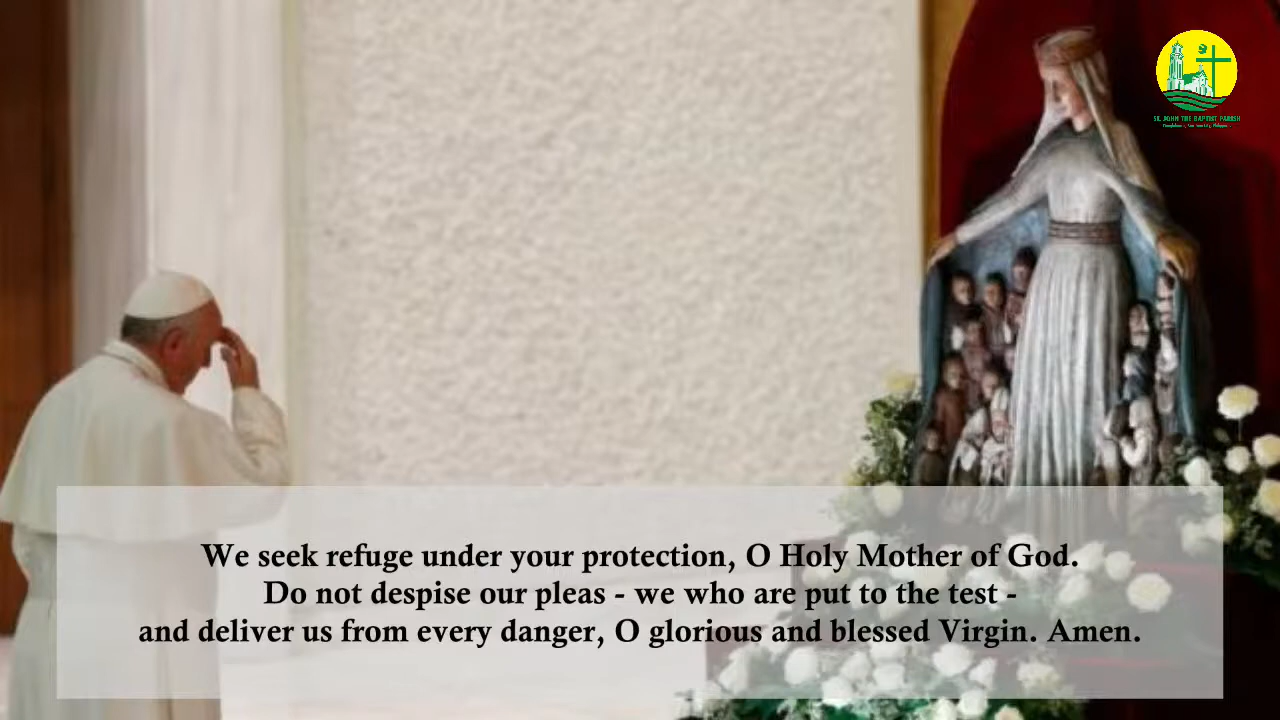 ST. JOHN THE BAPTIST PARISH
We seek refuge under your protection, O Holy Mother of God.
Do not despise our pleas - we who are put to the test -
and deliver us from every danger, O glorious and blessed Virgin. Amen.